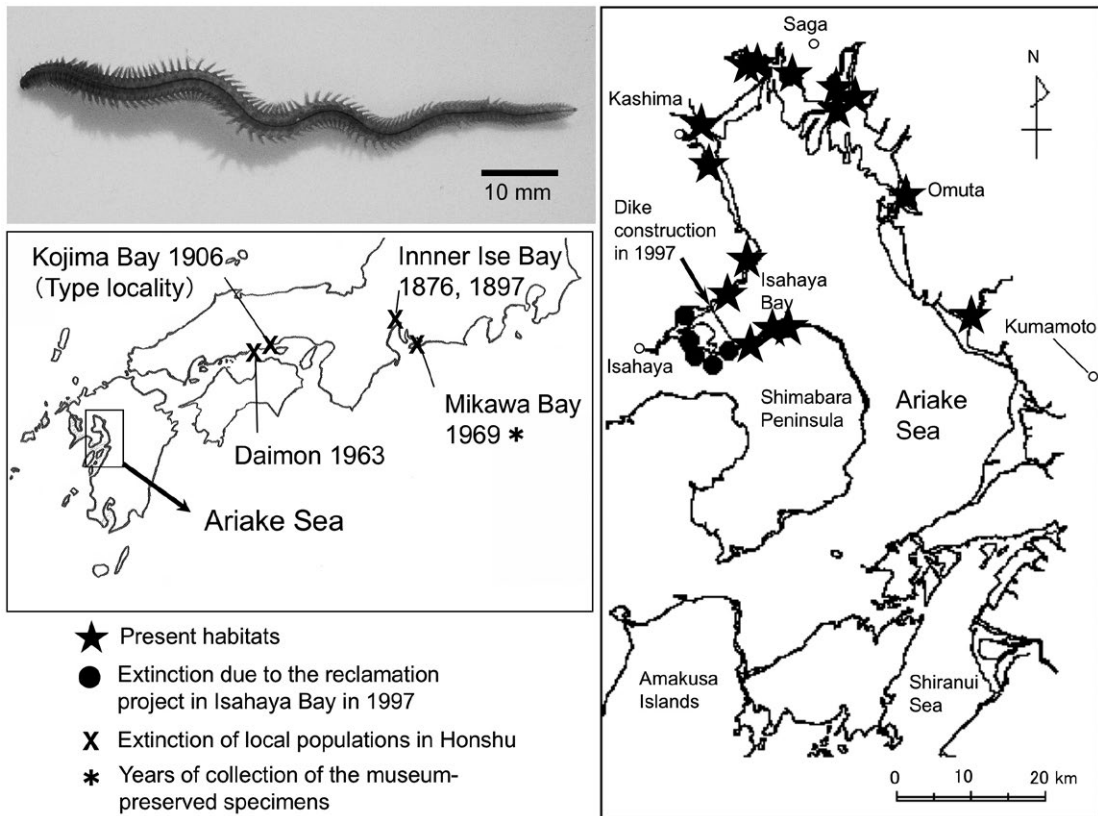 10 mm
Kojima Bay 1906
(Type locality)
Innner Ise Bay
1876, 1897
Mikawa Bay
1969 *
Daimon 1963
Ariake Sea
★ Present habitats
● Extinction due to the reclamation
project in Isahaya Bay in 1997
X Extinction of local populations in Honshu
* Years of collection of the museum-
preserved specimens
Saga
N
Kashima
Omuta
Dike
construction
in 1997
Isahaya
Bay
Isahaya
Kumamoto
Shimabara
Peninsula
Ariake
Sea
Amakusa
Islands
Shiranui
Sea
0 10 20 km